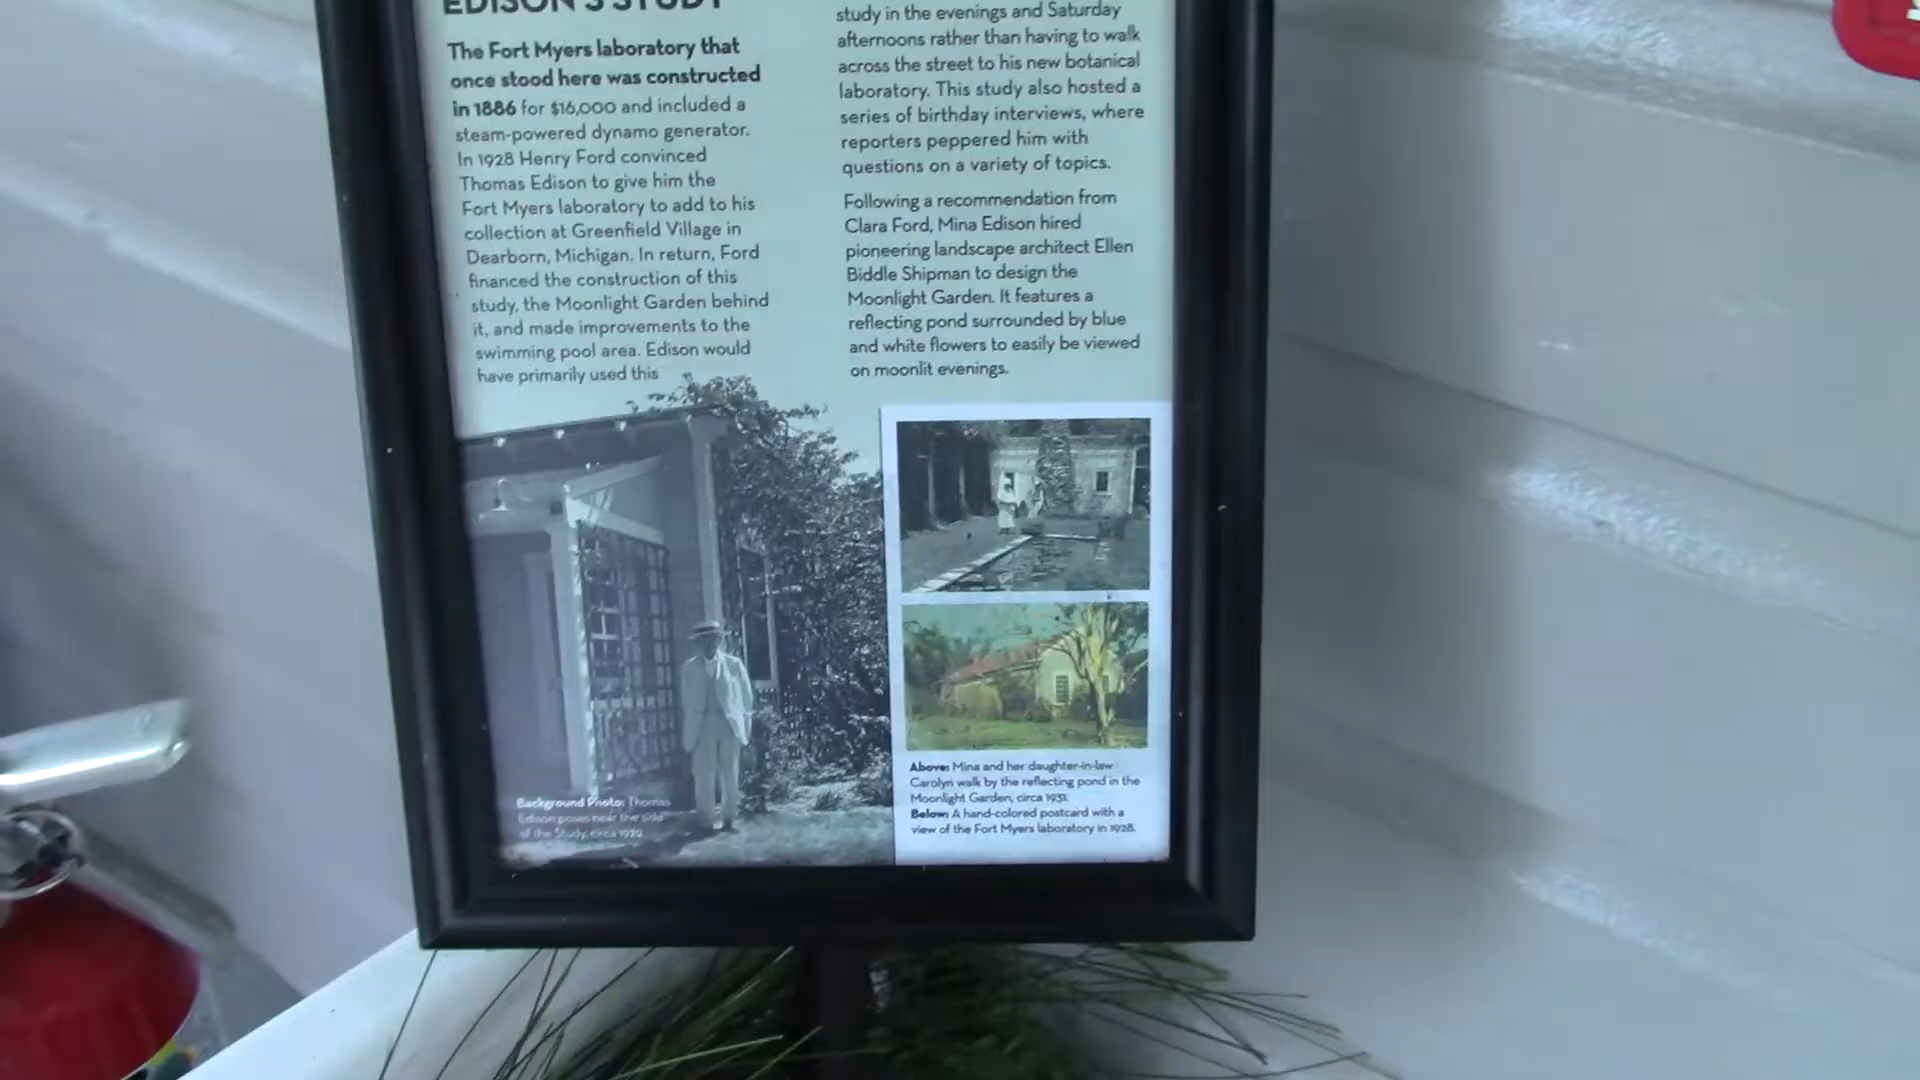 EDISON'S STUDY
The Fort Myers laboratory that
once stood here was constructed
in 1886 for $16,000 and included a
steam-powered dynamo generator.
In 1928 Henry Ford convinced
Thomas Edison to give him the
Fort Myers laboratory to add to his
collection at Greenfield Village in
Dearborn, Michigan. In return, Ford
financed the construction of this
study, the Moonlight Garden behind
it, and made improvements to the
swimming pool area. Edison would
have primarily used this
study in the evenings and Saturday
afternoons rather than having to walk
across the street to his new botanical
laboratory. This study also hosted a
series of birthday interviews, where
reporters peppered him with
questions on a variety of topics.
Following a recommendation from
Clara Ford, Mina Edison hired
pioneering landscape architect Ellen
Biddle Shipman to design the
Moonlight Garden. It features a
reflecting pond surrounded by blue
and white flowers to easily be viewed
on moonlit evenings.
Background Photo: Thomas
Edison poses near the side
of the Study, circa 1929.
Above: Mina and her daughter-in-law
Carolyn walk by the reflecting pond in the
Moonlight Garden, circa 1931.
Below: A hand-colored postcard with a
view of the Fort Myers laboratory in 1928.